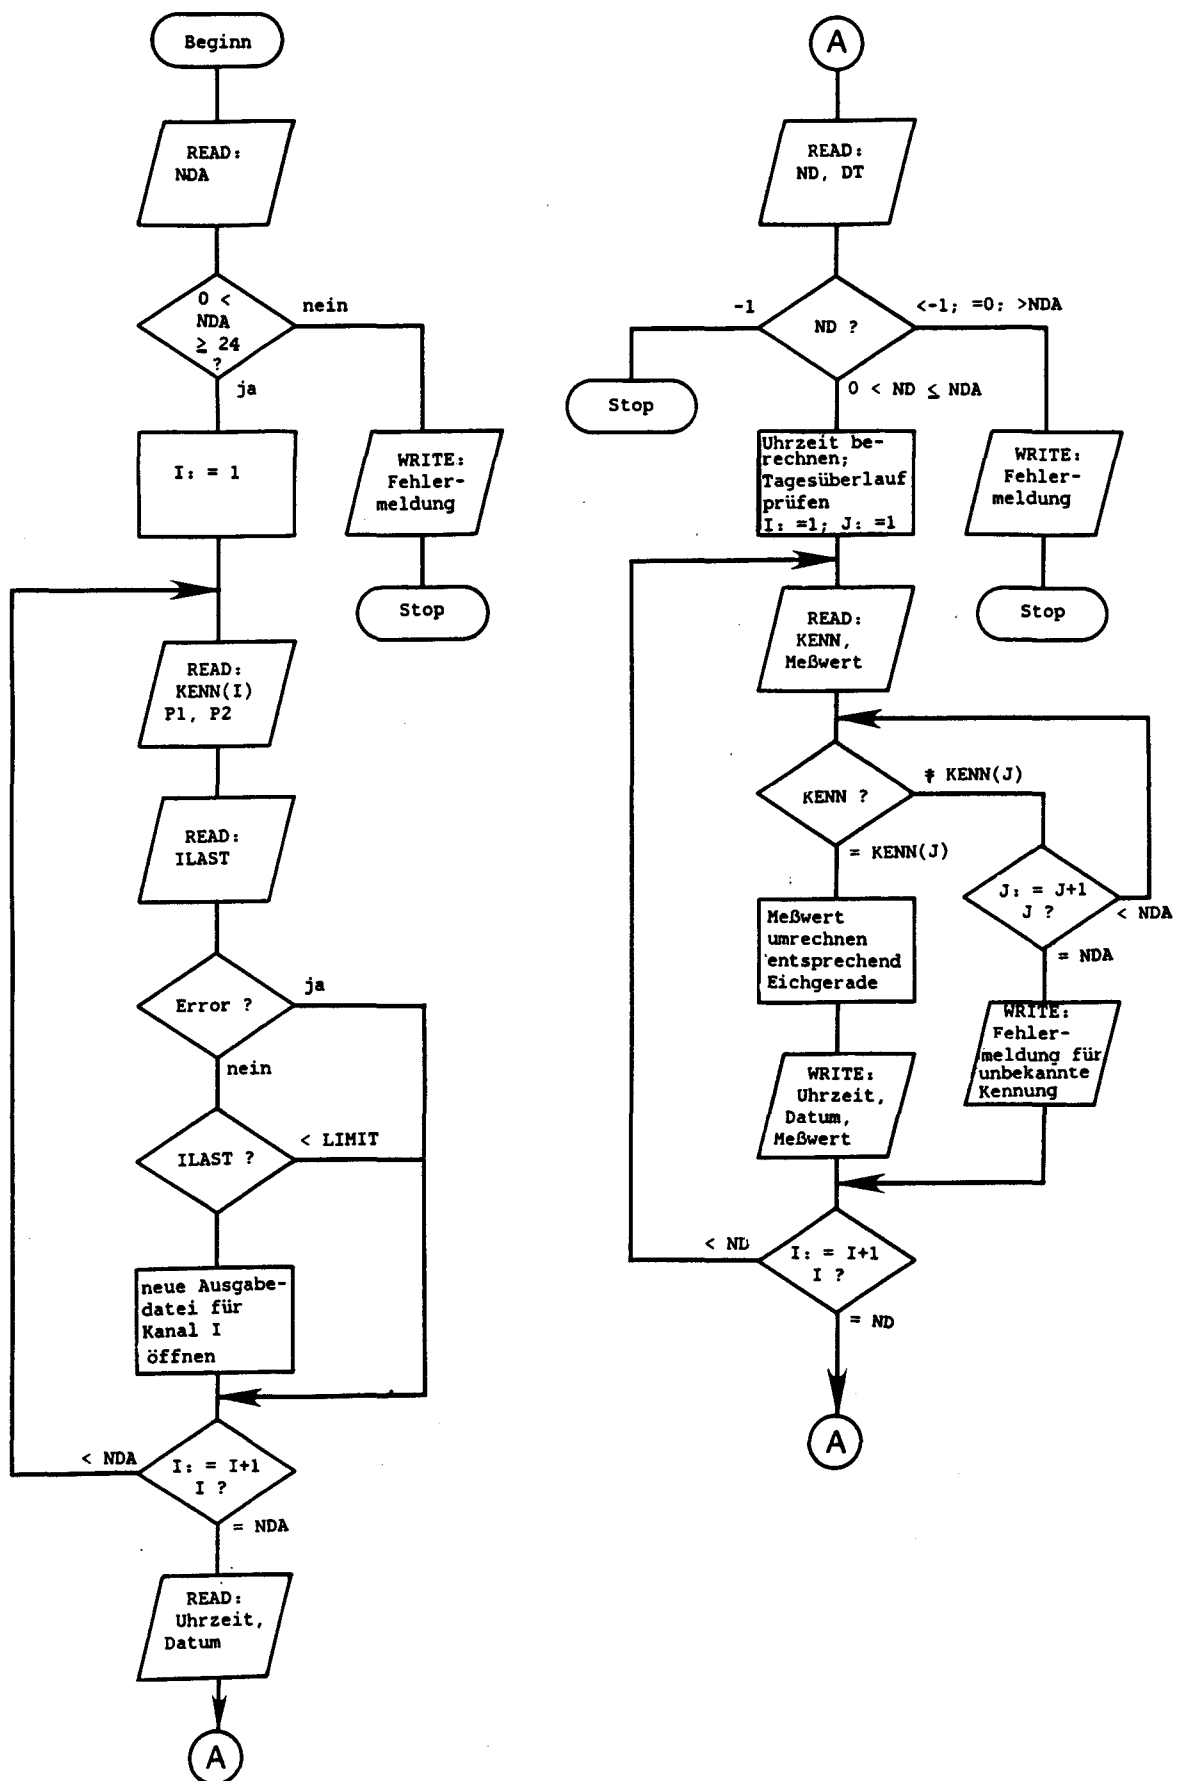 Beginn
READ:
NDA
0 <
NDA
≥ 24
?
nein
ja
I: = 1
WRITE:
Fehler-
meldung
Stop
READ:
KENN(I)
P1, P2
READ:
ILAST
Error ?
ja
nein
ILAST ?
< LIMIT
neue Ausgabe-
datei für
Kanal I
öffnen
< NDA
I: = I+1
I ?
= NDA
READ:
Uhrzeit,
Datum
A
A
READ:
ND, DT
-1
ND ?
<-1; =0; >NDA
Stop
0 < ND ≤ NDA
Uhrzeit be-
rechnen;
Tagesüberlauf
prüfen
I: =1; J: =1
WRITE:
Fehler-
meldung
Stop
READ:
KENN,
Meßwert
KENN ?
≠ KENN(J)
= KENN(J)
J: = J+1
J ?
< NDA
= NDA
Meßwert
umrechnen
entsprechend
Eichgerade
WRITE:
Fehler-
meldung für
unbekannte
Kennung
WRITE:
Uhrzeit,
Datum,
Meßwert
< ND
I: = I+1
I ?
= ND
A